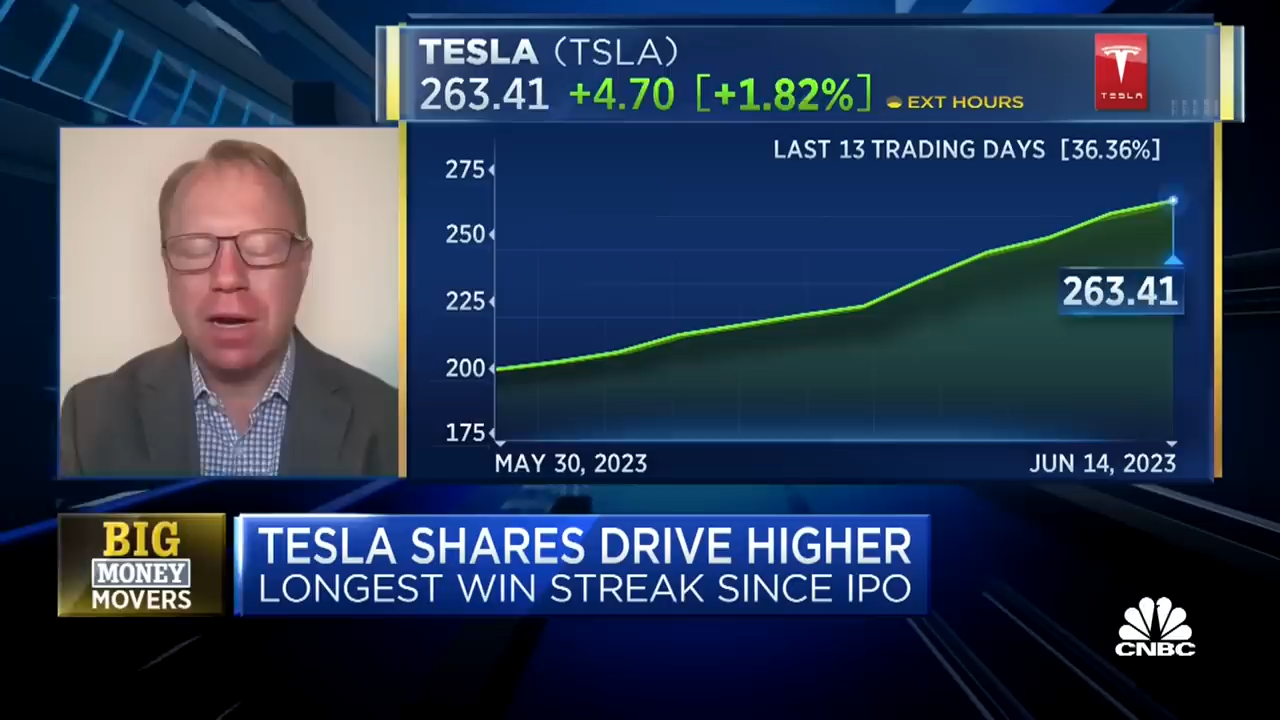 TESLA (TSLA)
263.41 +4.70 [+1.82%] EXT HOURS
TESLA
LAST 13 TRADING DAYS [36.36%]
275
250
225
200
175
263.41
MAY 30, 2023
JUN 14, 2023
BIG
MONEY
MOVERS
TESLA SHARES DRIVE HIGHER
LONGEST WIN STREAK SINCE IPO
CNBC